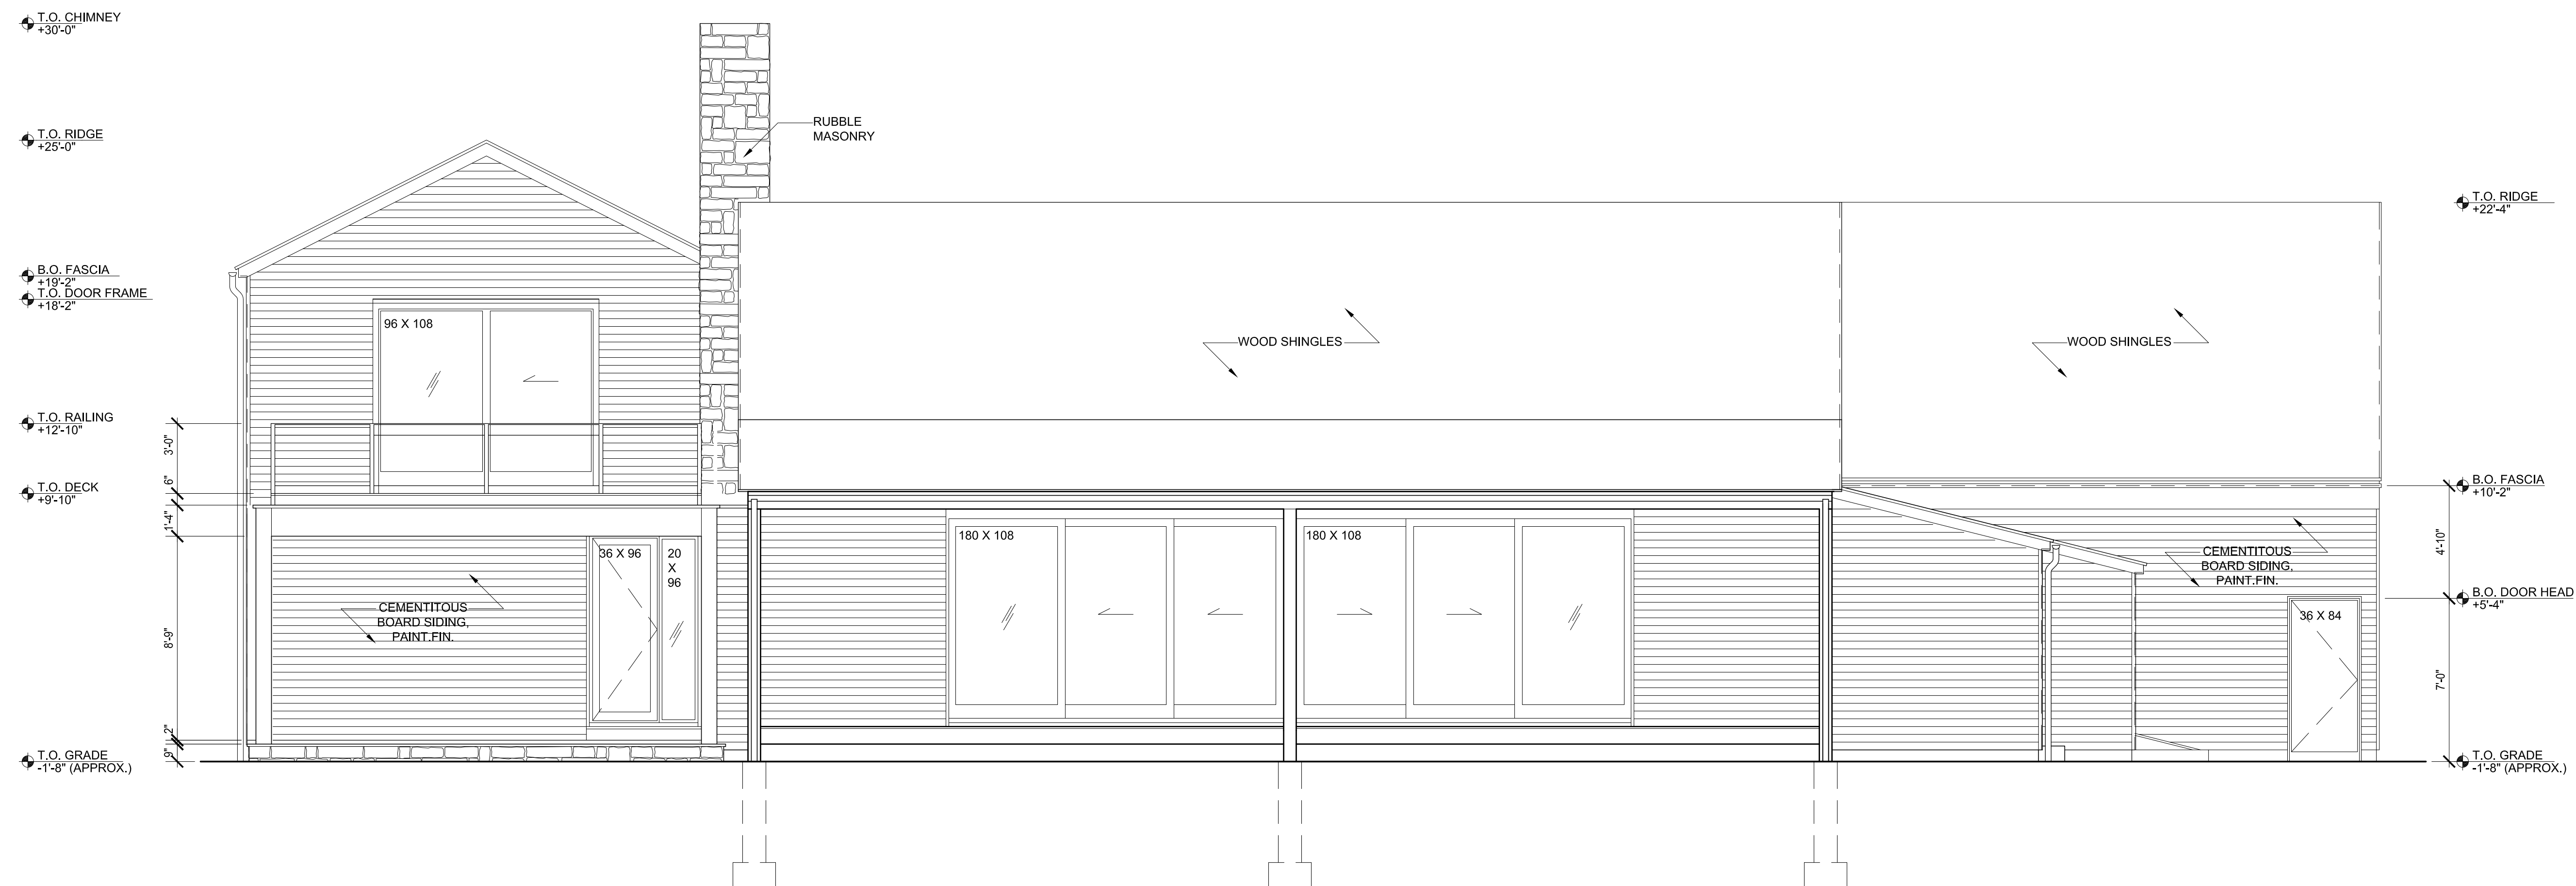 T.O. CHIMNEY
+30'-0"
T.O. RIDGE
+25'-0"
B.O. FASCIA
+19'-2"
T.O. DOOR FRAME
+18'-2"
T.O. RAILING
+12'-10"
T.O. DECK
+9'-10"
T.O. GRADE
-1'-8" (APPROX.)
3'-0"
6"
1'-4"
8'-9"
2"
9"
96 X 108
CEMENTITOUS
BOARD SIDING,
PAINT.FIN.
36 X 96
20
X
96
RUBBLE
MASONRY
WOOD SHINGLES
180 X 108
180 X 108
WOOD SHINGLES
CEMENTITOUS
BOARD SIDING,
PAINT.FIN.
36 X 84
4'-10"
7'-0"
T.O. RIDGE
+22'-4"
B.O. FASCIA
+10'-2"
B.O. DOOR HEAD
+5'-4"
T.O. GRADE
-1'-8" (APPROX.)